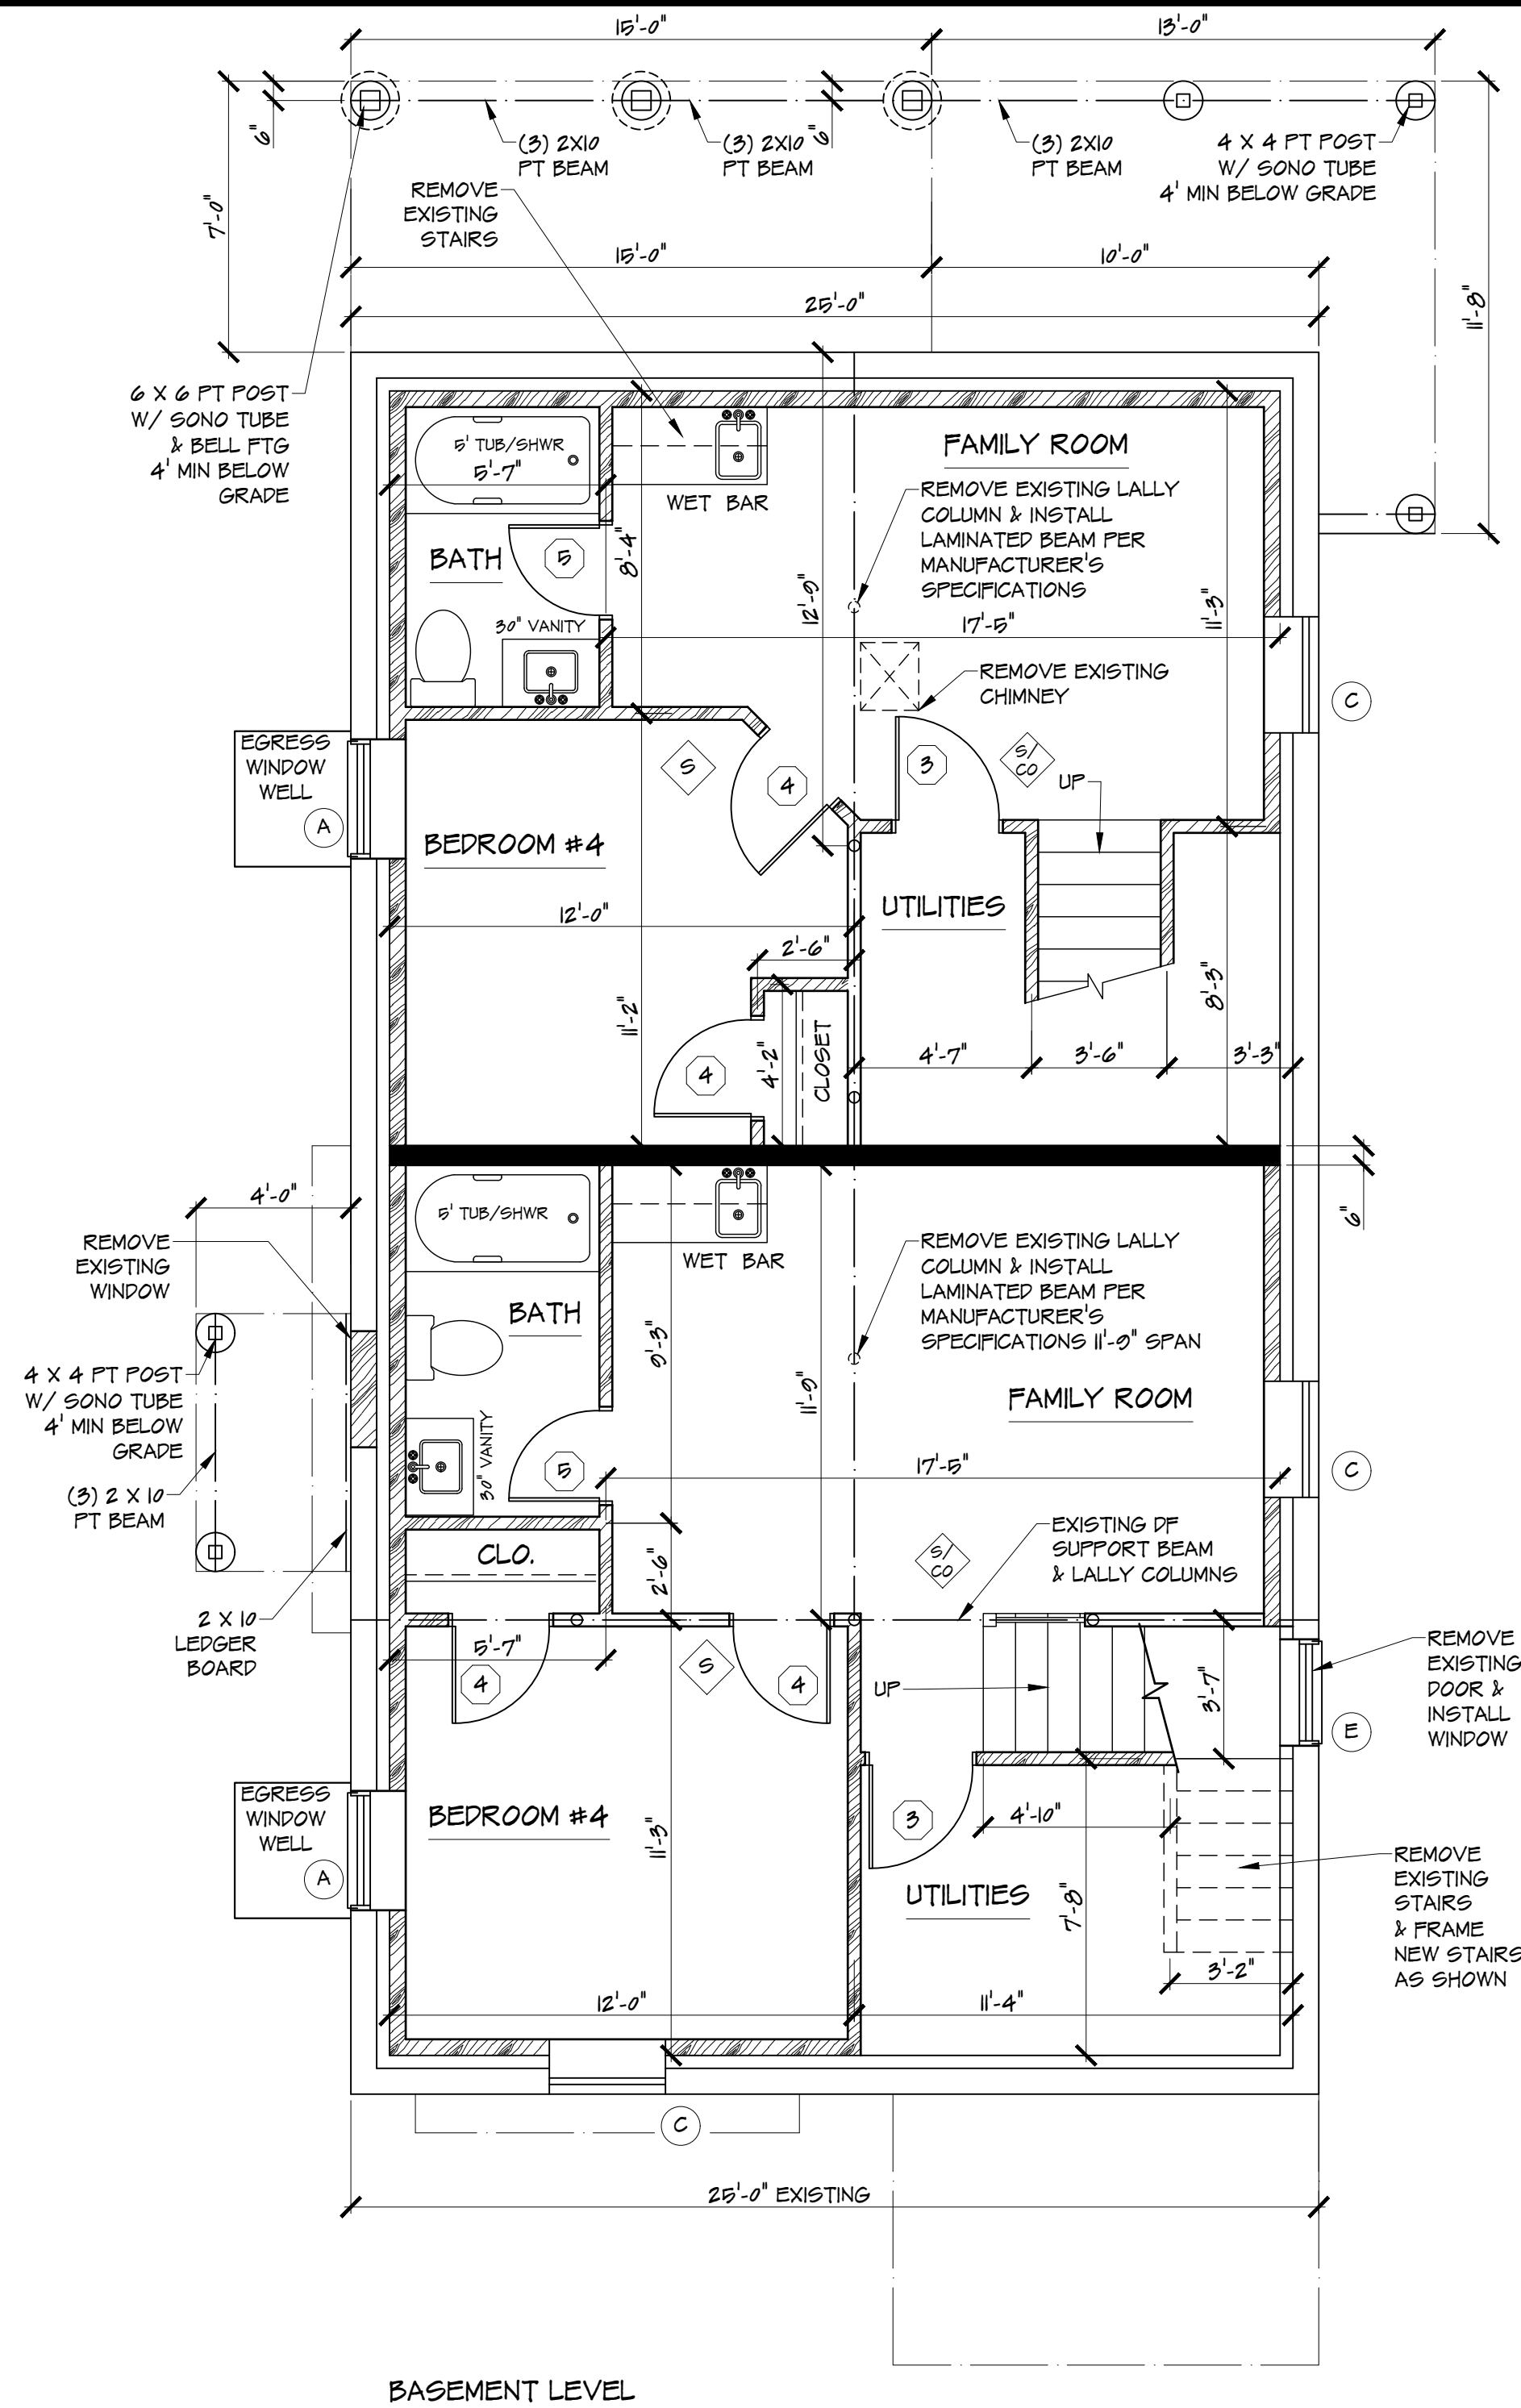 15'-0"
13'-0"
6"
6"
(3) 2X10
PT BEAM
(3) 2X10
PT BEAM
(3) 2X10
PT BEAM
4 X 4 PT POST
W/ SONO TUBE
4' MIN BELOW GRADE
REMOVE
EXISTING
STAIRS
7'-0"
15'-0"
10'-0"
25'-0"
11'-8"
6 X 6 PT POST
W/ SONO TUBE
& BELL FTG
4' MIN BELOW
GRADE
5' TUB/SHWR
5'-7"
WET BAR
FAMILY ROOM
REMOVE EXISTING LALLY
COLUMN & INSTALL
LAMINATED BEAM PER
MANUFACTURER'S
SPECIFICATIONS
BATH
5
8'-4"
12'-9"
11'-3"
30" VANITY
17'-5"
REMOVE EXISTING
CHIMNEY
C
EGRESS
WINDOW
WELL
A
S
4
3
S/
CO
UP
BEDROOM #4
UTILITIES
12'-0"
2'-6"
11'-2"
8'-3"
4
4'-2"
CLOSET
4'-7"
3'-6"
3'-3"
4'-0"
5' TUB/SHWR
WET BAR
6"
REMOVE
EXISTING
WINDOW
REMOVE EXISTING LALLY
COLUMN & INSTALL
LAMINATED BEAM PER
MANUFACTURER'S
SPECIFICATIONS 11'-9" SPAN
BATH
9'-3"
11'-9"
4 X 4 PT POST
W/ SONO TUBE
4' MIN BELOW
GRADE
FAMILY ROOM
30" VANITY
5
17'-5"
C
(3) 2 X 10
PT BEAM
CLO.
2'-6"
S/
CO
EXISTING DF
SUPPORT BEAM
& LALLY COLUMNS
2 X 10
LEDGER
BOARD
5'-7"
4
S
4
UP
3'-7"
REMOVE
EXISTING
DOOR &
INSTALL
WINDOW
E
EGRESS
WINDOW
WELL
A
BEDROOM #4
11'-3"
3
4'-10"
UTILITIES
7'-8"
REMOVE
EXISTING
STAIRS
& FRAME
NEW STAIRS
AS SHOWN
3'-2"
12'-0"
11'-4"
C
25'-0" EXISTING
BASEMENT LEVEL